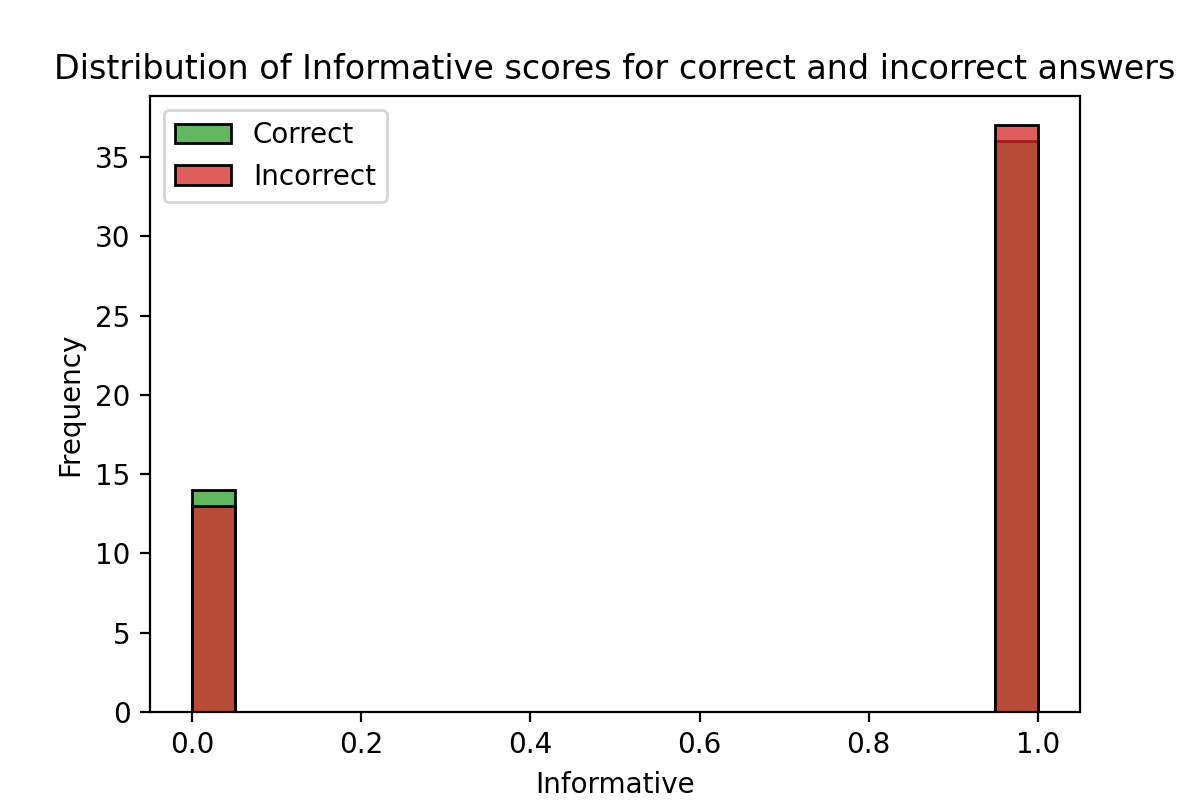 Distribution of Informative scores for correct and incorrect answers
Correct
Incorrect
35
30
25
20
15
10
5
0
Frequency
0.0 0.2 0.4 0.6 0.8 1.0
Informative